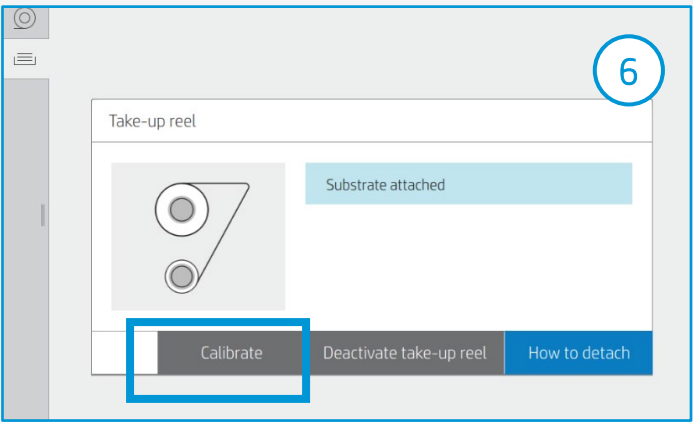 6
Take-up reel
Substrate attached
Calibrate
Deactivate take-up reel
How to detach